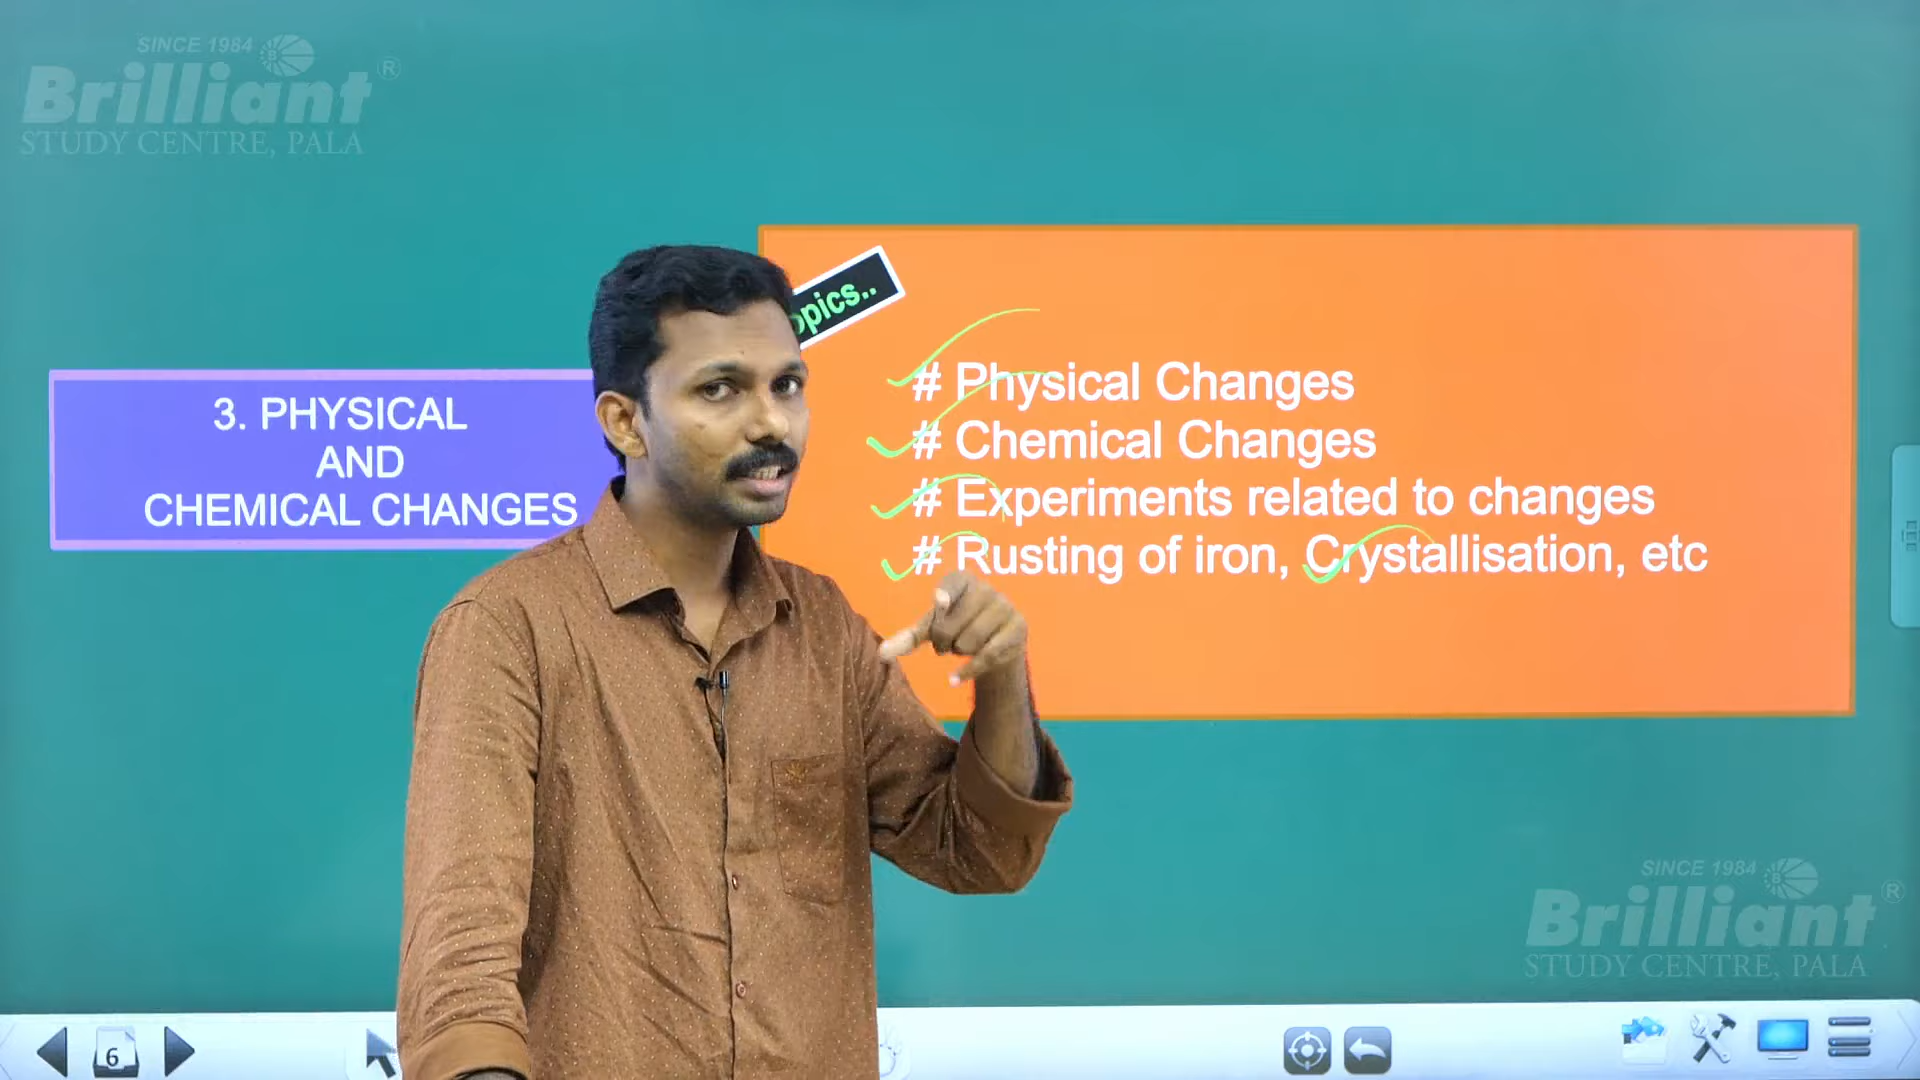 SINCE 1984
Brilliant ®
STUDY CENTRE, PALA
opics..
3. PHYSICAL
AND
CHEMICAL CHANGES
# Physical Changes
# Chemical Changes
# Experiments related to changes
# Rusting of iron, Crystallisation, etc
SINCE 1984
Brilliant ®
STUDY CENTRE, PALA
6